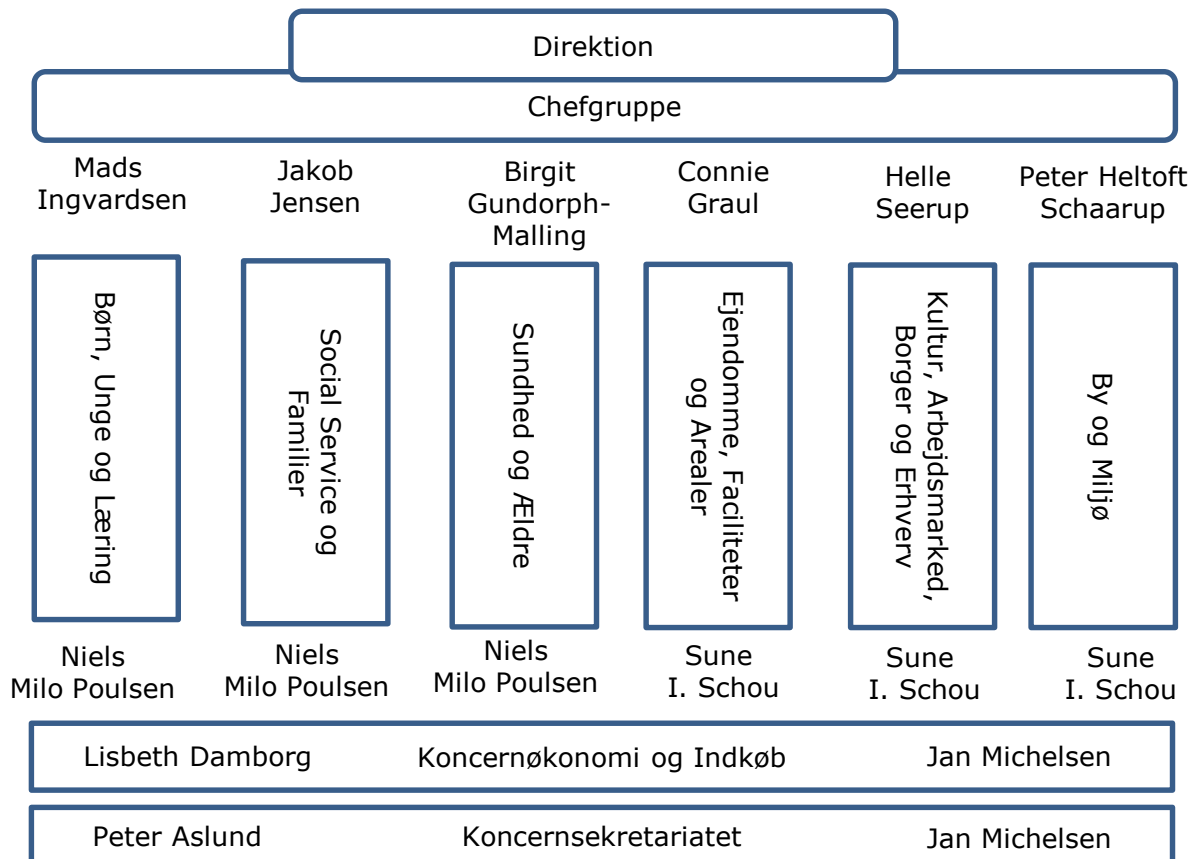 Direktion
Chefgruppe
Mads
Ingvardsen
Jakob
Jensen
Birgit
Gundorph-
Malling
Connie
Graul
Helle
Seerup
Peter Heltoft
Schaarup
Børn, Unge og Læring
Social Service og
Familier
Sundhed og Ældre
Ejendomme, Faciliteter
og Arealer
Kultur, Arbejdsmarked,
Borger og Erhverv
By og Miljø
Niels
Milo Poulsen
Niels
Milo Poulsen
Niels
Milo Poulsen
Sune
I. Schou
Sune
I. Schou
Sune
I. Schou
Lisbeth Damborg Koncernøkonomi og Indkøb Jan Michelsen
Peter Aslund Koncernsekretariatet Jan Michelsen